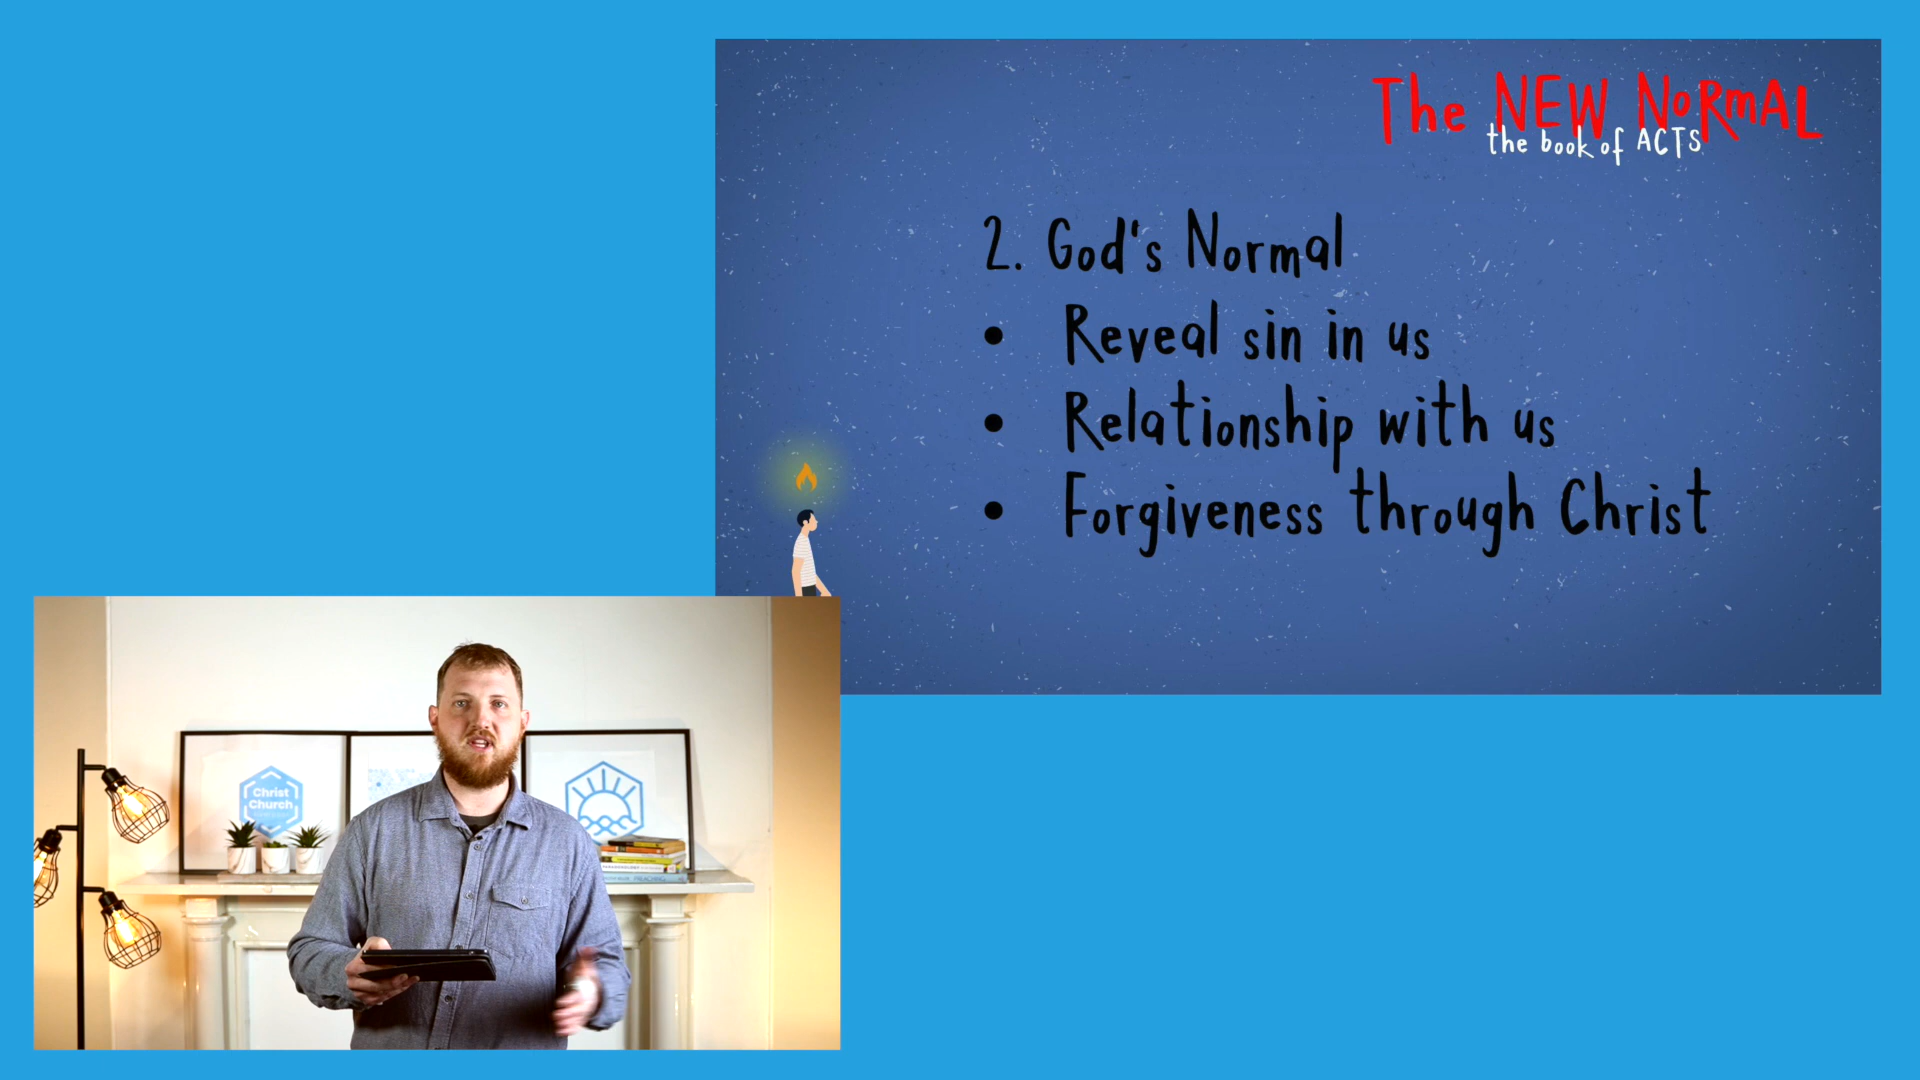 The NEW NoRmAL
the book of ACTS
2. God's Normal
• Reveal sin in us
• Relationship with us
• Forgiveness through Christ
Christ
Church
PREACHING